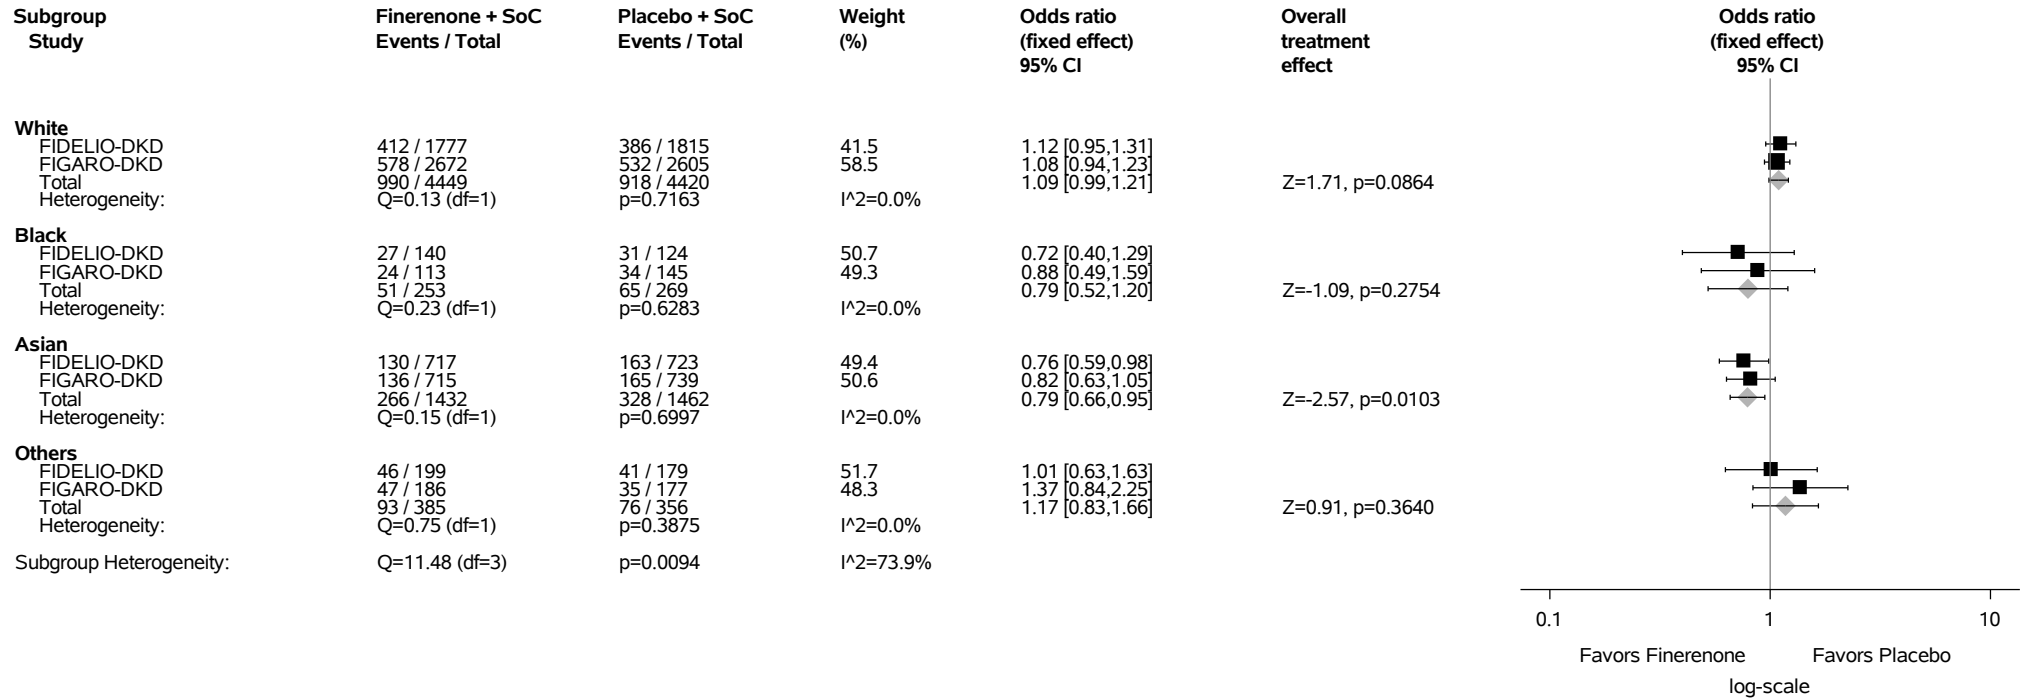 Subgroup Finerenone + SoC Placebo + SoC Weight Odds ratio Overall Odds ratio
Study Events / Total Events / Total (%) (fixed effect) treatment (fixed effect)
95% CI effect 95% CI
White
FIDELIO-DKD 412 / 1777 386 / 1815 41.5 1.12 [0.95,1.31]
FIGARO-DKD 578 / 2672 532 / 2605 58.5 1.08 [0.94,1.23]
Total 990 / 4449 918 / 4420 1.09 [0.99,1.21] Z=1.71, p=0.0864
Heterogeneity: Q=0.13 (df=1) p=0.7163 I^2=0.0%
Black
FIDELIO-DKD 27 / 140 31 / 124 50.7 0.72 [0.40,1.29]
FIGARO-DKD 24 / 113 34 / 145 49.3 0.88 [0.49,1.59]
Total 51 / 253 65 / 269 0.79 [0.52,1.20] Z=-1.09, p=0.2754
Heterogeneity: Q=0.23 (df=1) p=0.6283 I^2=0.0%
Asian
FIDELIO-DKD 130 / 717 163 / 723 49.4 0.76 [0.59,0.98]
FIGARO-DKD 136 / 715 165 / 739 50.6 0.82 [0.63,1.05]
Total 266 / 1432 328 / 1462 0.79 [0.66,0.95] Z=-2.57, p=0.0103
Heterogeneity: Q=0.15 (df=1) p=0.6997 I^2=0.0%
Others
FIDELIO-DKD 46 / 199 41 / 179 51.7 1.01 [0.63,1.63]
FIGARO-DKD 47 / 186 35 / 177 48.3 1.37 [0.84,2.25]
Total 93 / 385 76 / 356 1.17 [0.83,1.66] Z=0.91, p=0.3640
Heterogeneity: Q=0.75 (df=1) p=0.3875 I^2=0.0%
Subgroup Heterogeneity: Q=11.48 (df=3) p=0.0094 I^2=73.9%
0.1 1 10
Favors Finerenone Favors Placebo
log-scale